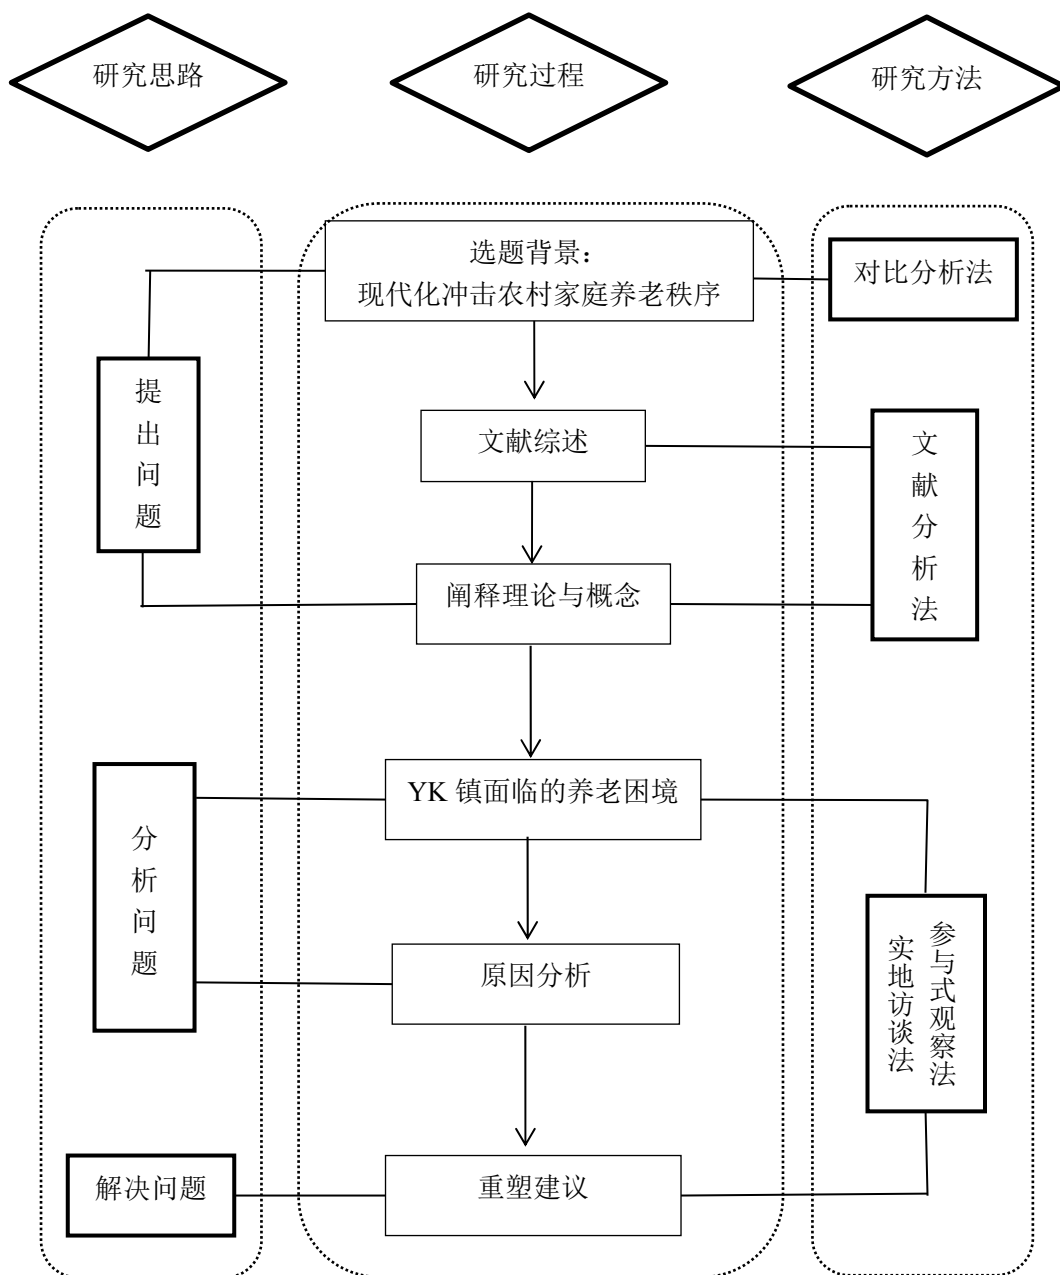 研究思路
研究过程
研究方法
选题背景：
现代化冲击农村家庭养老秩序
对比分析法
提出问题
文献综述
文献分析法
阐释理论与概念
YK 镇面临的养老困境
分析问题
参与式观察法
实地访谈法
原因分析
解决问题
重塑建议